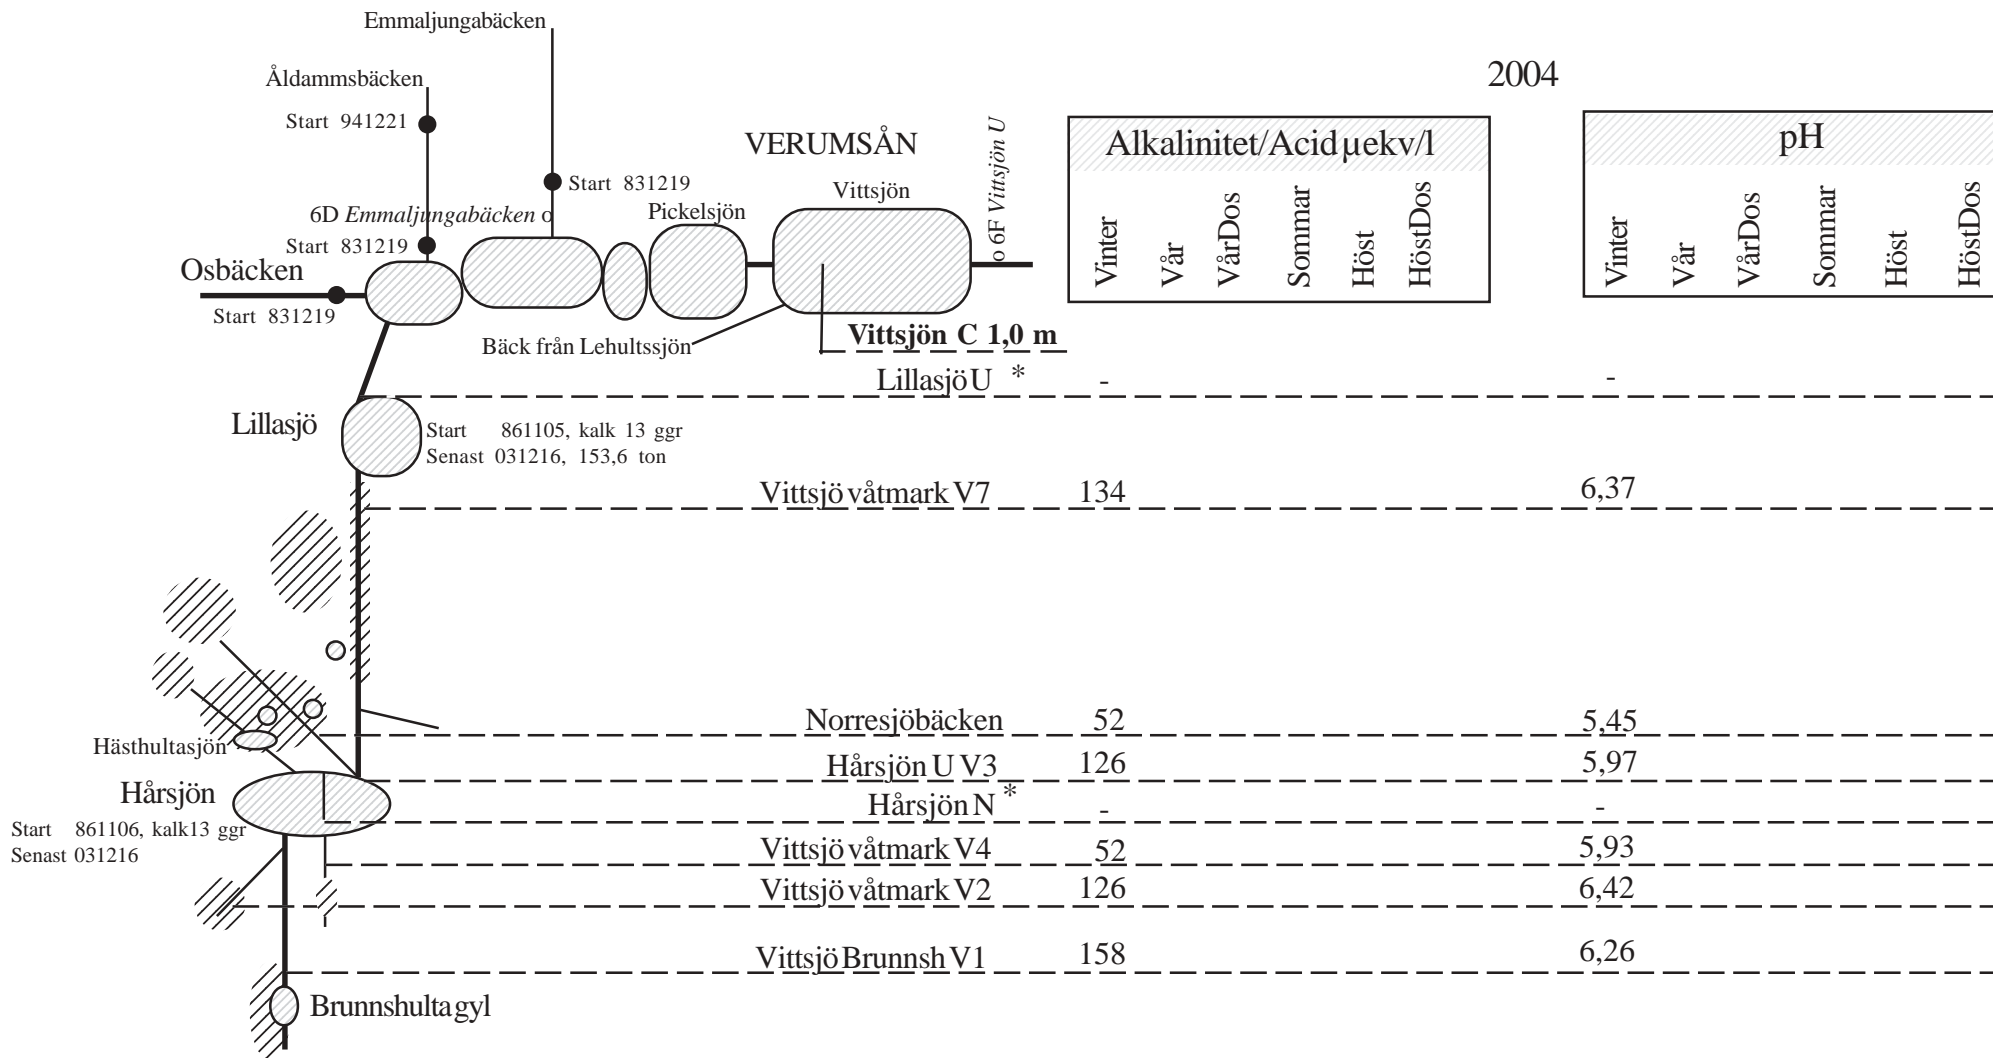 Emmaljungabäcken
2004
Åldammsbäcken
Start 941221
VERUMSÅN
o 6F Vittsjön U
Alkalinitet/Acid µekv/l
pH
Start 831219
Vittsjön
6D Emmaljungabäcken o
Pickelsjön
Start 831219
Osbäcken
Start 831219
Vinter
Vår
VårDos
Sommar
Höst
HöstDos
Vinter
Vår
VårDos
Sommar
Höst
HöstDos
Bäck från Lehultssjön
Vittsjön C 1,0 m
Lillasjö U * - -
Lillasjö
Start 861105, kalk 13 ggr
Senast 031216, 153,6 ton
Vittsjö våtmark V7 134 6,37
Norresjöbäcken 52 5,45
Hästhultasjön
Hårsjön U V3 126 5,97
Hårsjön
Hårsjön N * - -
Start 861106, kalk13 ggr
Senast 031216
Vittsjö våtmark V4 52 5,93
Vittsjö våtmark V2 126 6,42
Vittsjö Brunnsh V1 158 6,26
Brunnshulta gyl